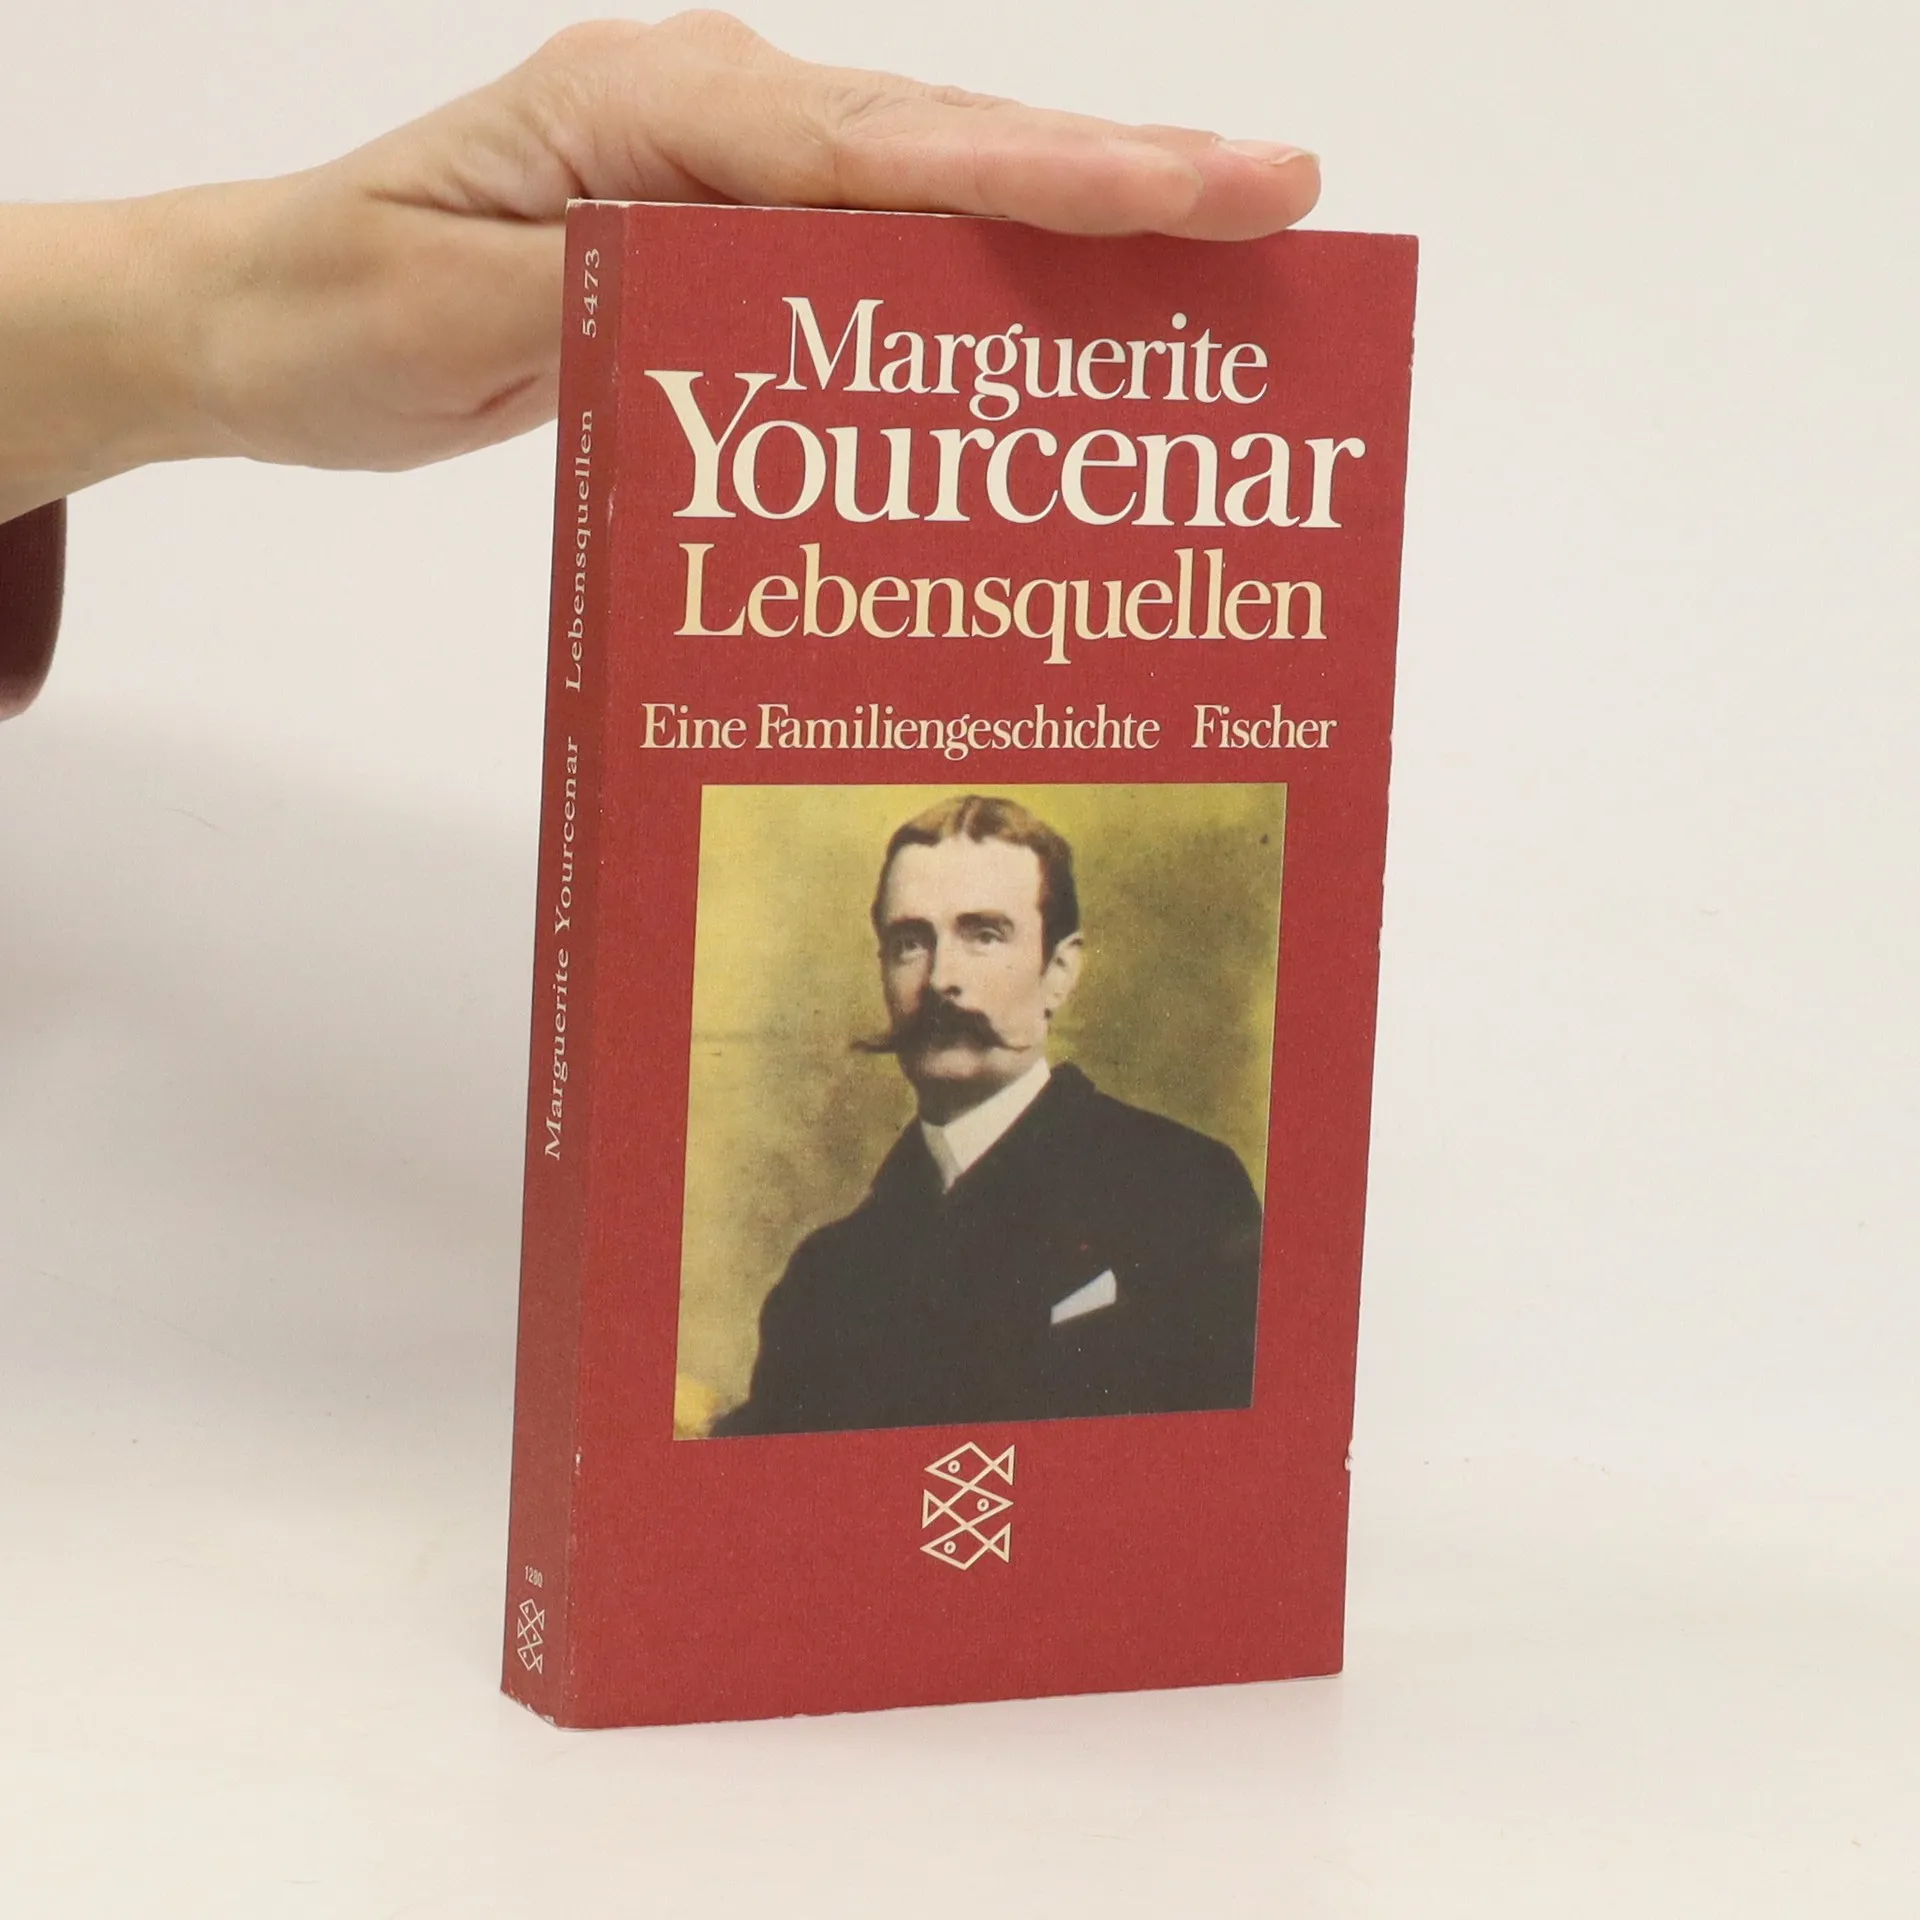 Marguerite
Yourcenar
Lebensquellen
Eine Familiengeschichte Fischer
Marguerite Yourcenar Lebensquellen 5473
1280